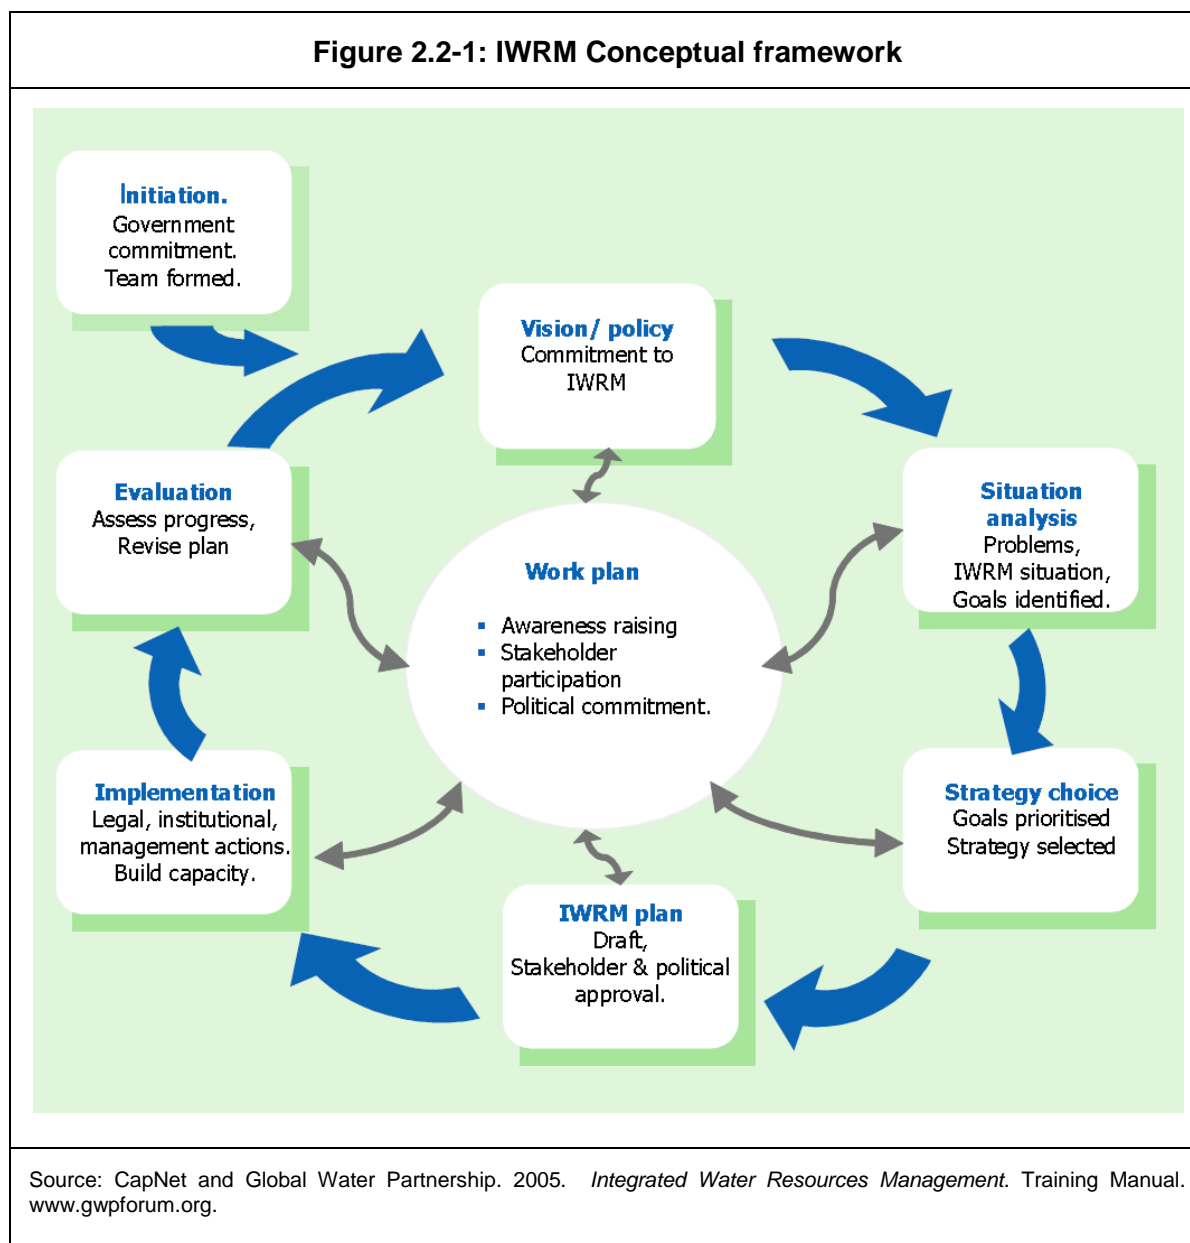 Figure 2.2-1: IWRM Conceptual framework
Initiation.
Government
commitment.
Team formed.
Vision/ policy
Commitment to
IWRM
Situation
analysis
Problems,
IWRM situation,
Goals identified.
Strategy choice
Goals prioritised
Strategy selected
IWRM plan
Draft,
Stakeholder & political
approval.
Implementation
Legal, institutional,
management actions.
Build capacity.
Evaluation
Assess progress,
Revise plan
Work plan
▪ Awareness raising
▪ Stakeholder
participation
▪ Political commitment.
Source: CapNet and Global Water Partnership. 2005. Integrated Water Resources Management. Training Manual.
www.gwpforum.org.